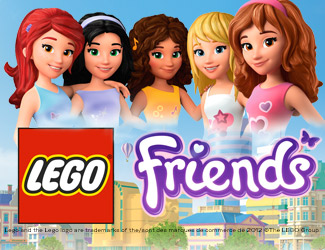 LEGO
friends
Lego and the Lego logo are trademarks of the/sont des marques de commerce de 2012 ©The LEGO Group